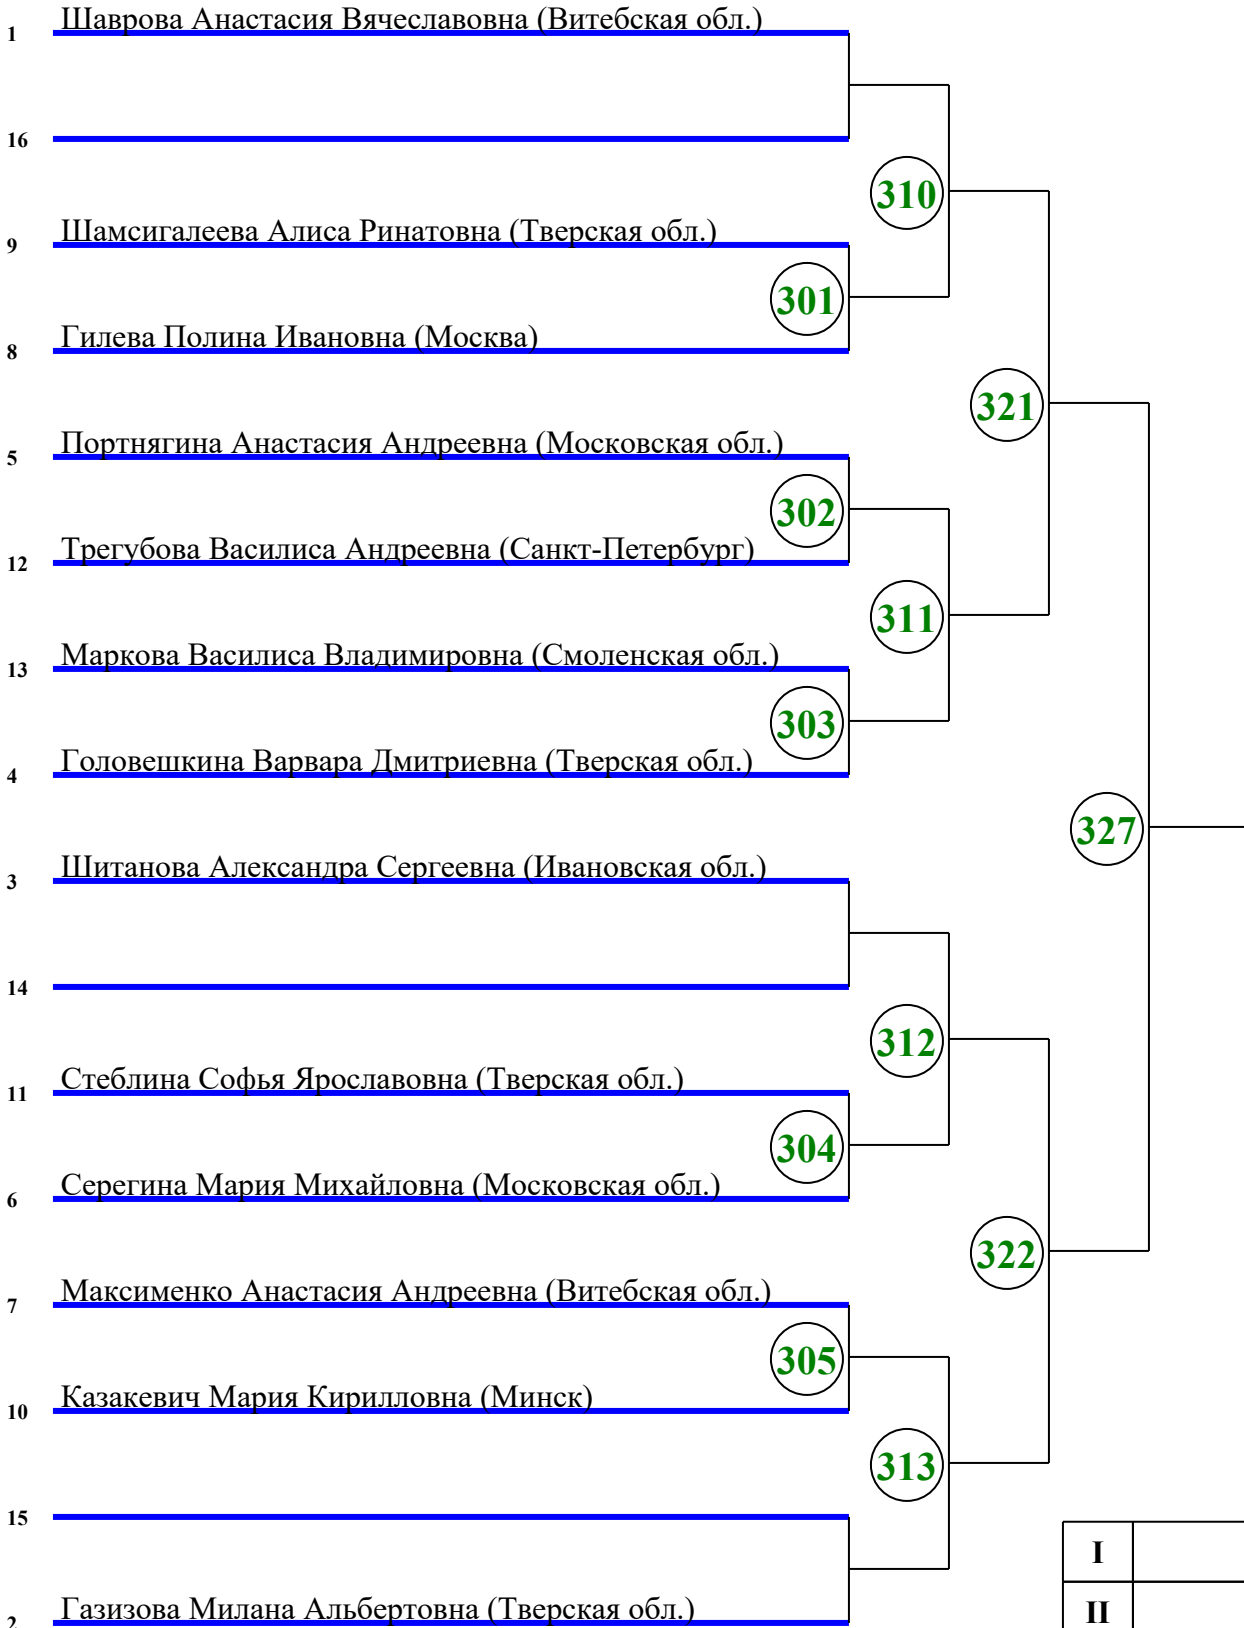 1 Шаврова Анастасия Вячеславовна (Витебская обл.)
16
310
9 Шамсигалеева Алиса Ринатовна (Тверская обл.)
301
8 Гилева Полина Ивановна (Москва)
321
5 Портнягина Анастасия Андреевна (Московская обл.)
302
12 Трегубова Василиса Андреевна (Санкт-Петербург)
311
13 Маркова Василиса Владимировна (Смоленская обл.)
303
4 Головешкина Варвара Дмитриевна (Тверская обл.)
327
3 Шитанова Александра Сергеевна (Ивановская обл.)
14
312
11 Стеблина Софья Ярославовна (Тверская обл.)
304
6 Серегина Мария Михайловна (Московская обл.)
322
7 Максименко Анастасия Андреевна (Витебская обл.)
305
10 Казакевич Мария Кирилловна (Минск)
313
15
I
2 Газизова Милана Альбертовна (Тверская обл.)
II